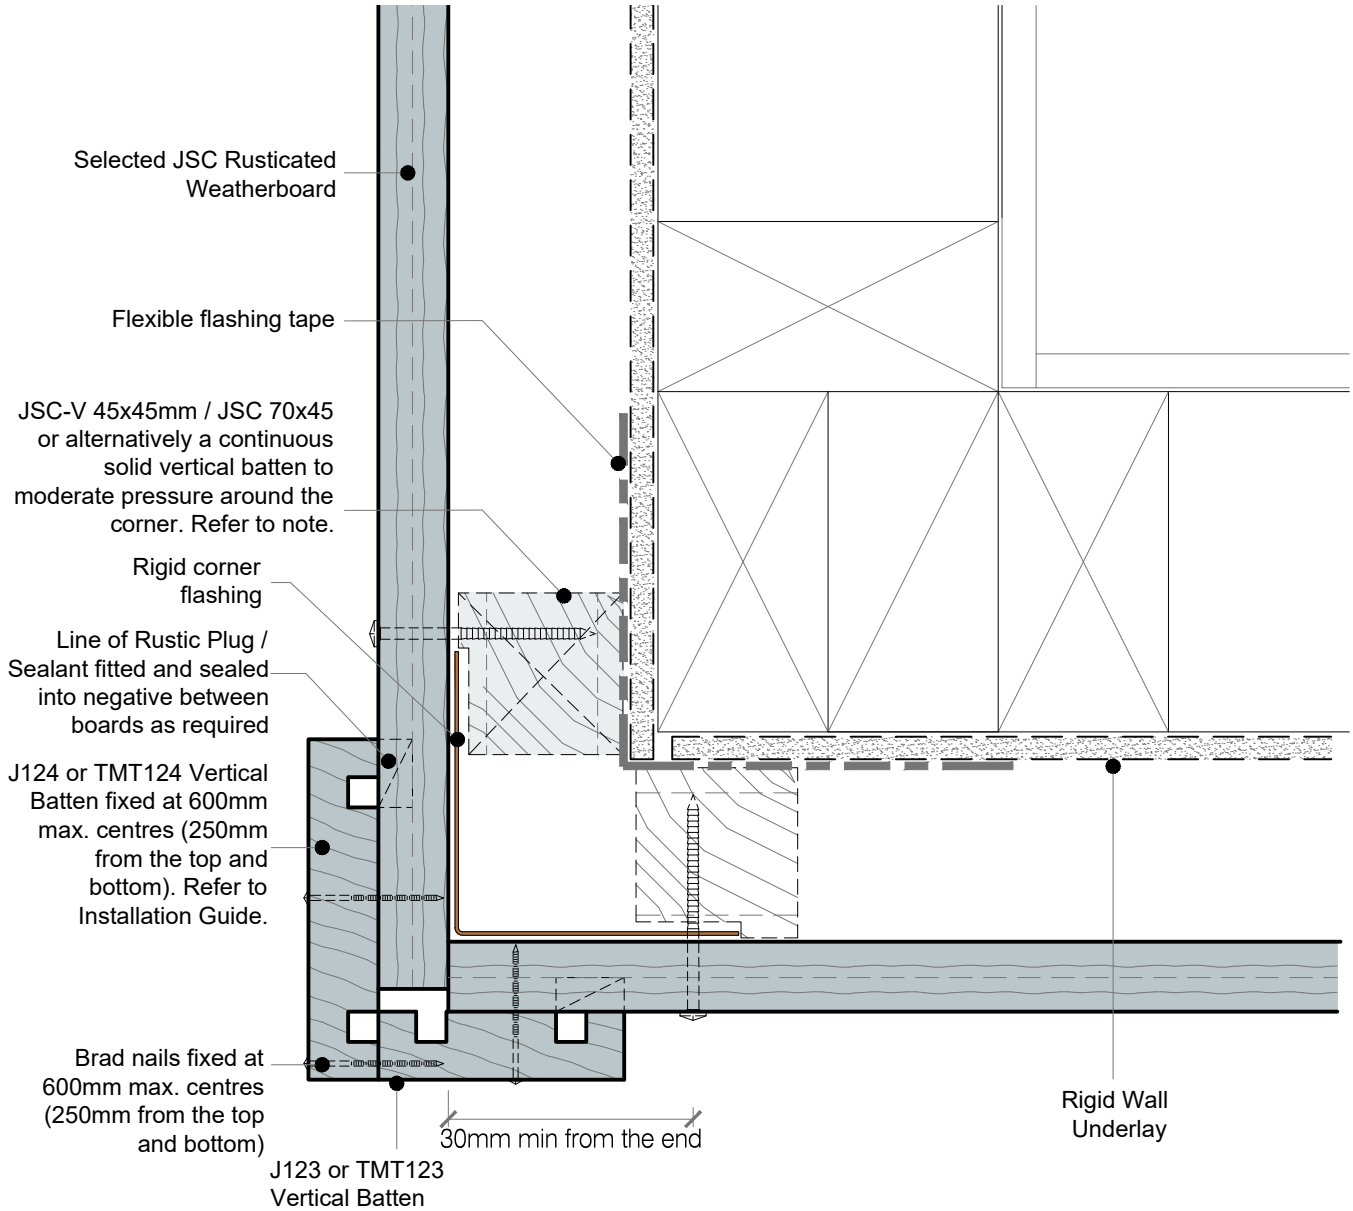 Selected JSC Rusticated
Weatherboard
Flexible flashing tape
JSC-V 45x45mm / JSC 70x45
or alternatively a continuous
solid vertical batten to
moderate pressure around the
corner. Refer to note.
Rigid corner
flashing
Line of Rustic Plug /
Sealant fitted and sealed
into negative between
boards as required
J124 or TMT124 Vertical
Batten fixed at 600mm
max. centres (250mm
from the top and
bottom). Refer to
Installation Guide.
Brad nails fixed at
600mm max. centres
(250mm from the top
and bottom)
J123 or TMT123
Vertical Batten
30mm min from the end
Rigid Wall
Underlay